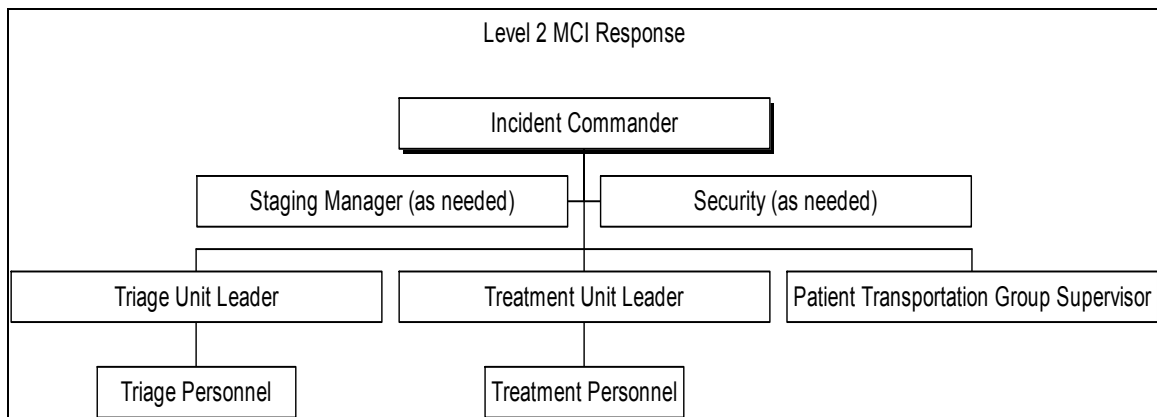 Level 2 MCI Response
Incident Commander
Staging Manager (as needed)
Security (as needed)
Triage Unit Leader
Treatment Unit Leader
Patient Transportation Group Supervisor
Triage Personnel
Treatment Personnel